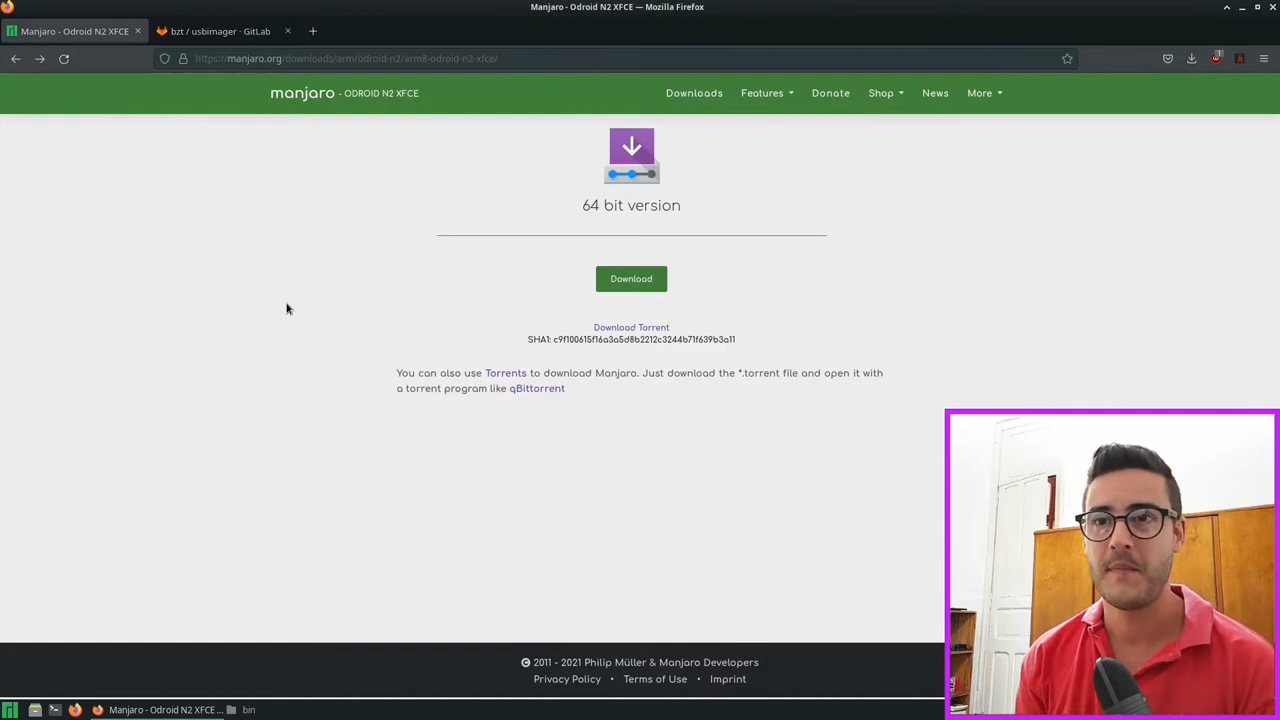 Manjaro - Odroid N2 XFCE — Mozilla Firefox
Manjaro - Odroid N2 XFCE
bzt / usbimager · GitLab
https://manjaro.org/downloads/arm/odroid-n2/arm8-odroid-n2-xfce/
1
manjaro - ODROID N2 XFCE
Downloads
Features
Donate
Shop
News
More
64 bit version
Download
Download Torrent
SHA1: c9f100615f16a3a5d8b2212c3244b71f639b3a11
You can also use Torrents to download Manjaro. Just download the *.torrent file and open it with
a torrent program like qBittorrent
© 2011 - 2021 Philip Müller & Manjaro Developers
Privacy Policy • Terms of Use • Imprint
Manjaro - Odroid N2 XFCE ...
bin